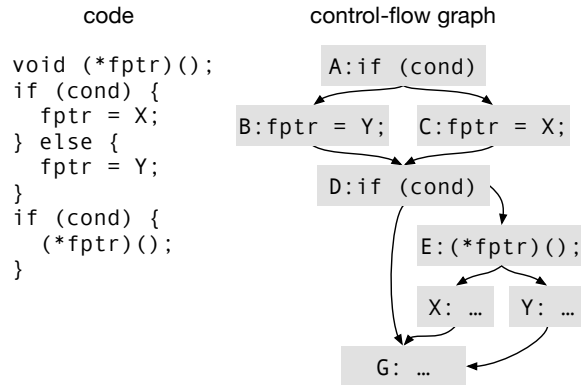 code
void (*fptr)();
if (cond) {
  fptr = X;
} else {
  fptr = Y;
}
if (cond) {
  (*fptr)();
}
control-flow graph
A:if (cond)
B:fptr = Y;
C:fptr = X;
D:if (cond)
E:(*fptr)();
X: …
Y: …
G: …